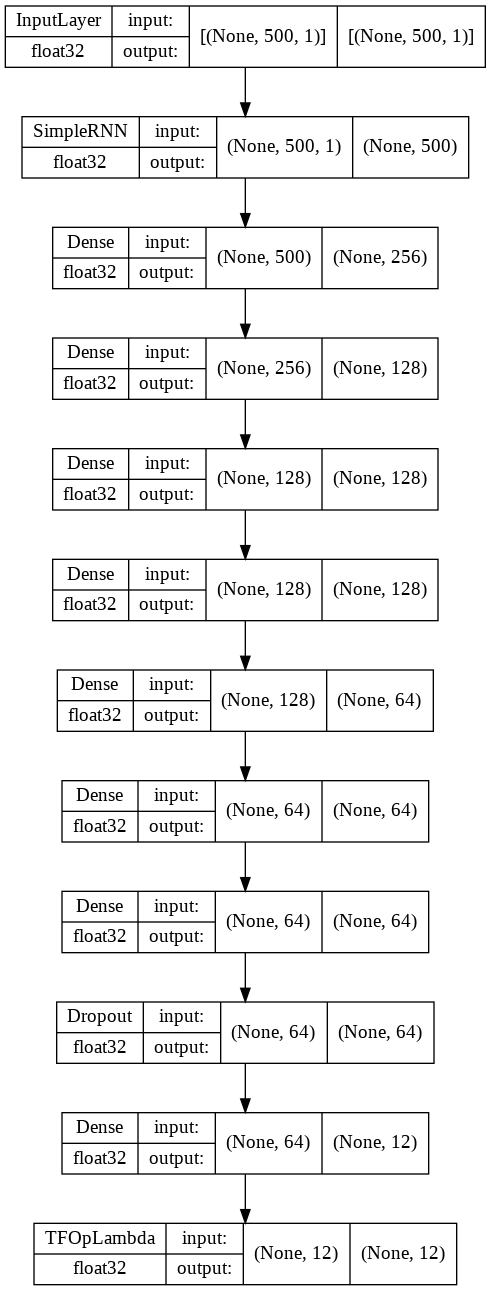 InputLayer input: [(None, 500, 1)] [(None, 500, 1)]
float32 output:
SimpleRNN input: (None, 500, 1) (None, 500)
float32 output:
Dense input: (None, 500) (None, 256)
float32 output:
Dense input: (None, 256) (None, 128)
float32 output:
Dense input: (None, 128) (None, 128)
float32 output:
Dense input: (None, 128) (None, 128)
float32 output:
Dense input: (None, 128) (None, 64)
float32 output:
Dense input: (None, 64) (None, 64)
float32 output:
Dense input: (None, 64) (None, 64)
float32 output:
Dropout input: (None, 64) (None, 64)
float32 output:
Dense input: (None, 64) (None, 12)
float32 output:
TFOpLambda input: (None, 12) (None, 12)
float32 output: